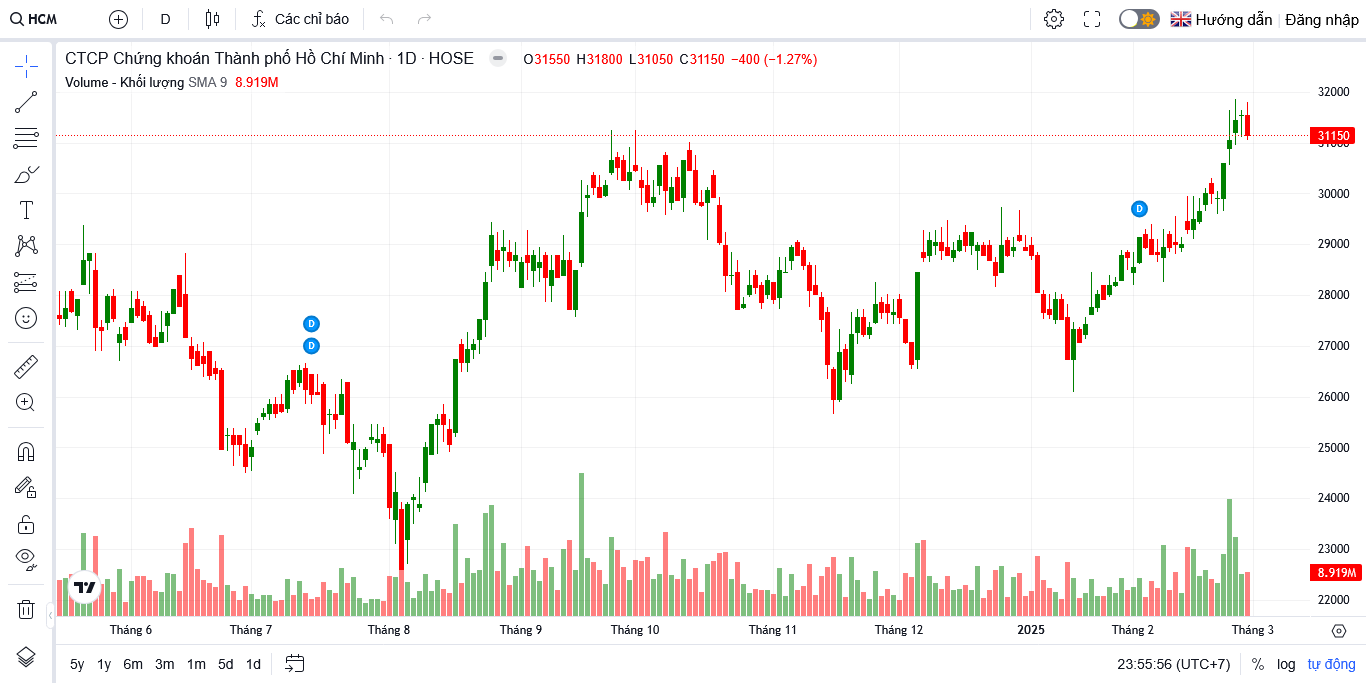 HCM D Các chỉ báo Hướng dẫn Đăng nhập
CTCP Chứng khoán Thành phố Hồ Chí Minh · 1D · HOSE O31550 H31800 L31050 C31150 −400 (−1.27%)
Volume - Khối lượng SMA 9 8.919M
32000
31150
31000
30000
D
29000
28000
D
D
27000
26000
25000
24000
23000
8.919M
22000
Tháng 6 Tháng 7 Tháng 8 Tháng 9 Tháng 10 Tháng 11 Tháng 12 2025 Tháng 2 Tháng 3
5y 1y 6m 3m 1m 5d 1d 23:55:56 (UTC+7) % log tự động